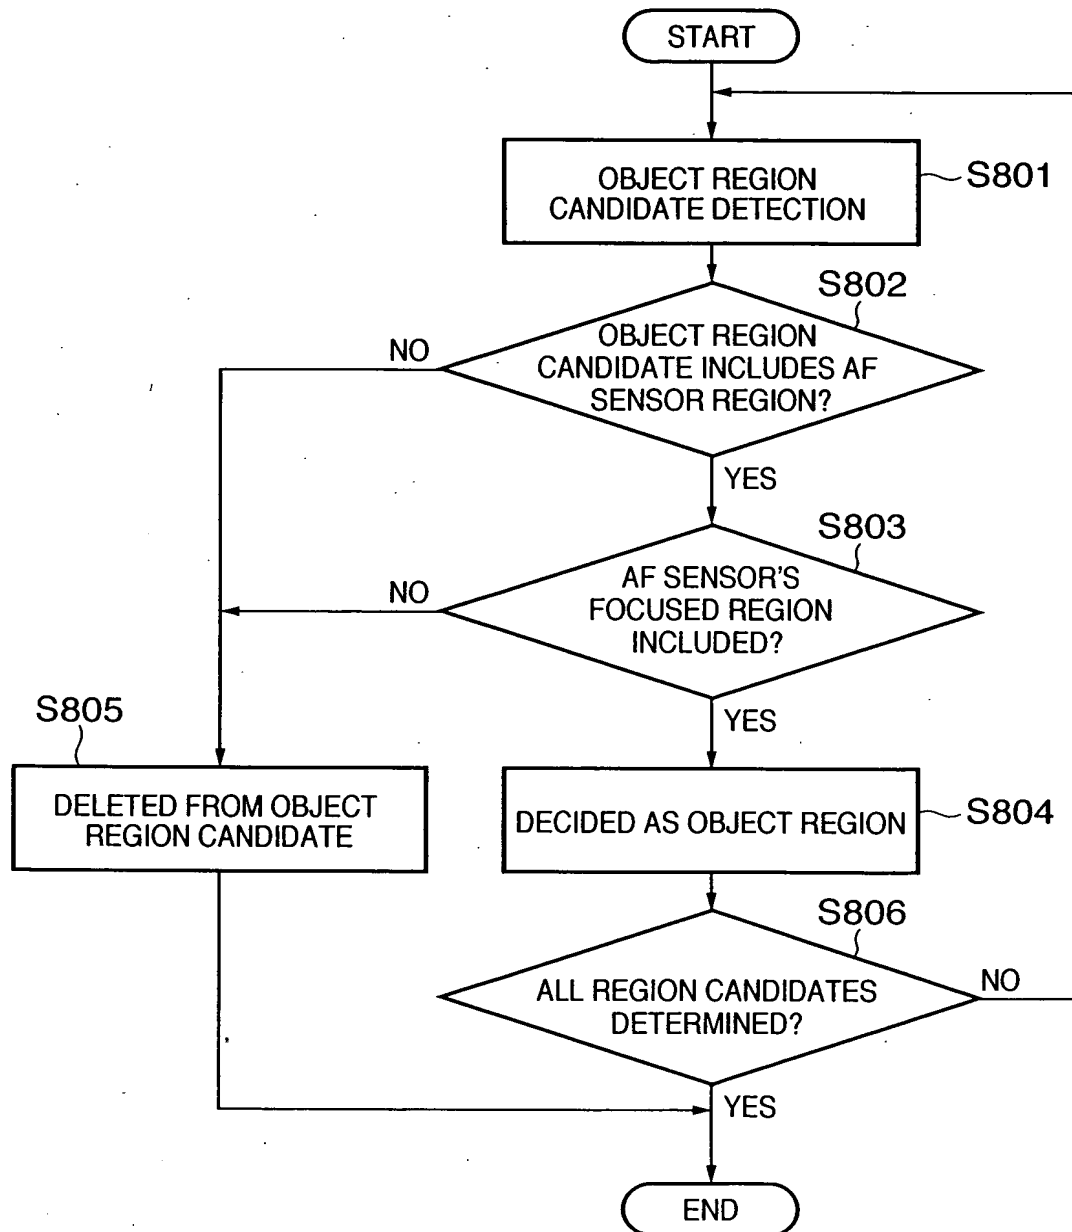 START
OBJECT REGION
CANDIDATE DETECTION
S801
S802
OBJECT REGION
CANDIDATE INCLUDES AF
SENSOR REGION?
NO
YES
S803
AF SENSOR'S
FOCUSED REGION
INCLUDED?
NO
YES
S805
DELETED FROM OBJECT
REGION CANDIDATE
DECIDED AS OBJECT REGION
S804
S806
ALL REGION CANDIDATES
DETERMINED?
NO
YES
END